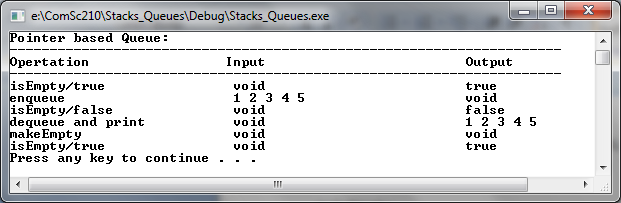 e:\ComSc210\Stacks_Queues\Debug\Stacks_Queues.exe
Pointer based Queue:
Opertation Input Output
isEmpty/true void true
enqueue 1 2 3 4 5 void
isEmpty/false void false
dequeue and print void 1 2 3 4 5
makeEmpty void void
isEmpty/true void true
Press any key to continue . . .